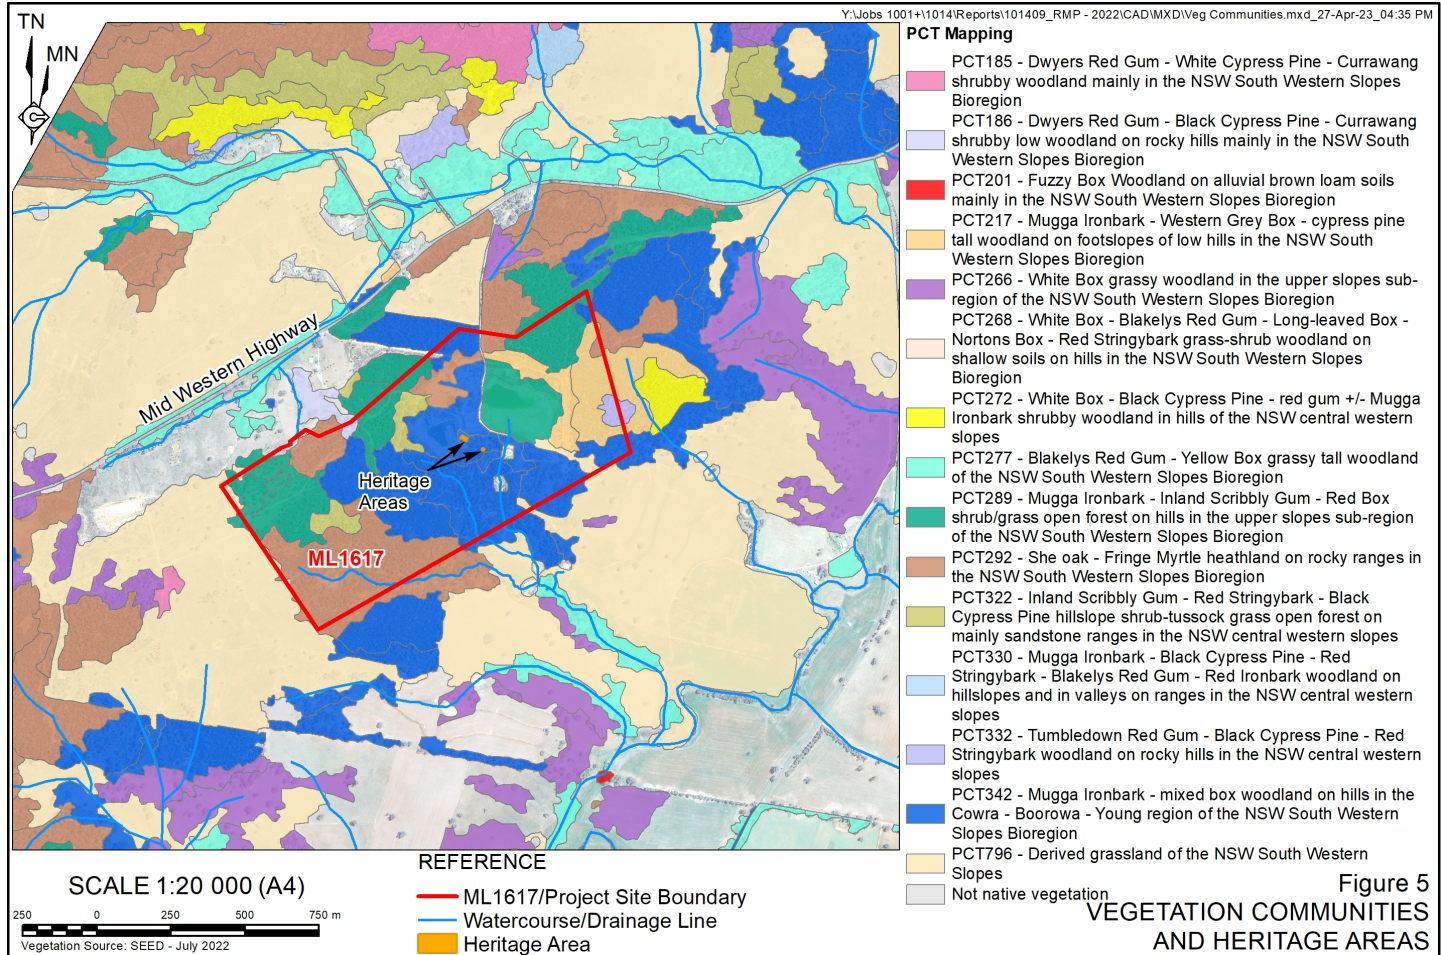 Y:\Jobs 1001+\1014\Reports\101409_RMP - 2022\CAD\MXD\Veg Communities.mxd_27-Apr-23_04:35 PM
TN
MN
Mid Western Highway
Heritage
Areas
ML1617
PCT Mapping
PCT185 - Dwyers Red Gum - White Cypress Pine - Currawang
shrubby woodland mainly in the NSW South Western Slopes
Bioregion
PCT186 - Dwyers Red Gum - Black Cypress Pine - Currawang
shrubby low woodland on rocky hills mainly in the NSW South
Western Slopes Bioregion
PCT201 - Fuzzy Box Woodland on alluvial brown loam soils
mainly in the NSW South Western Slopes Bioregion
PCT217 - Mugga Ironbark - Western Grey Box - cypress pine
tall woodland on footslopes of low hills in the NSW South
Western Slopes Bioregion
PCT266 - White Box grassy woodland in the upper slopes sub-
region of the NSW South Western Slopes Bioregion
PCT268 - White Box - Blakelys Red Gum - Long-leaved Box -
Nortons Box - Red Stringybark grass-shrub woodland on
shallow soils on hills in the NSW South Western Slopes
Bioregion
PCT272 - White Box - Black Cypress Pine - red gum +/- Mugga
Ironbark shrubby woodland in hills of the NSW central western
slopes
PCT277 - Blakelys Red Gum - Yellow Box grassy tall woodland
of the NSW South Western Slopes Bioregion
PCT289 - Mugga Ironbark - Inland Scribbly Gum - Red Box
shrub/grass open forest on hills in the upper slopes sub-region
of the NSW South Western Slopes Bioregion
PCT292 - She oak - Fringe Myrtle heathland on rocky ranges in
the NSW South Western Slopes Bioregion
PCT322 - Inland Scribbly Gum - Red Stringybark - Black
Cypress Pine hillslope shrub-tussock grass open forest on
mainly sandstone ranges in the NSW central western slopes
PCT330 - Mugga Ironbark - Black Cypress Pine - Red
Stringybark - Blakelys Red Gum - Red Ironbark woodland on
hillslopes and in valleys on ranges in the NSW central western
slopes
PCT332 - Tumbledown Red Gum - Black Cypress Pine - Red
Stringybark woodland on rocky hills in the NSW central western
slopes
PCT342 - Mugga Ironbark - mixed box woodland on hills in the
Cowra - Boorowa - Young region of the NSW South Western
Slopes Bioregion
PCT796 - Derived grassland of the NSW South Western
Slopes
Not native vegetation
SCALE 1:20 000 (A4)
250 0 250 500 750 m
Vegetation Source: SEED - July 2022
REFERENCE
ML1617/Project Site Boundary
Watercourse/Drainage Line
Heritage Area
Figure 5
VEGETATION COMMUNITIES
AND HERITAGE AREAS